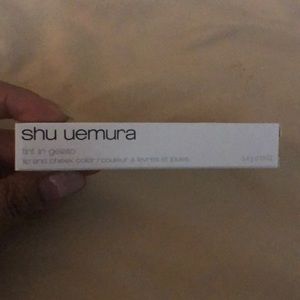 shu uemura
tint in gelato
lip and cheek color / couleur à lèvres et joues